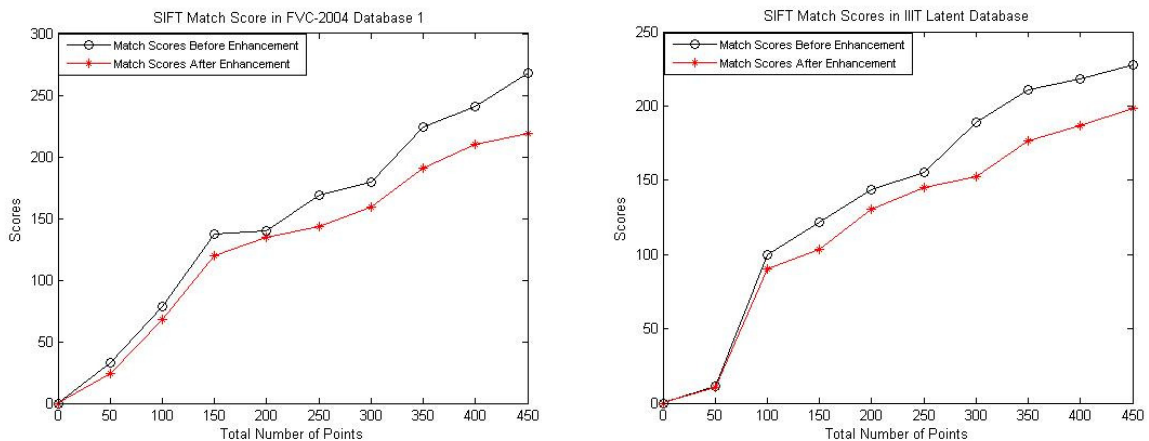 SIFT Match Score in FVC-2004 Database 1
300
250
200
150
100
50
0
Scores
Match Scores Before Enhancement
Match Scores After Enhancement
0 50 100 150 200 250 300 350 400 450
Total Number of Points
SIFT Match Scores in IIIT Latent Database
250
200
150
100
50
0
Scores
Match Scores Before Enhancement
Match Scores After Enhancement
0 50 100 150 200 250 300 350 400 450
Total Number of Points